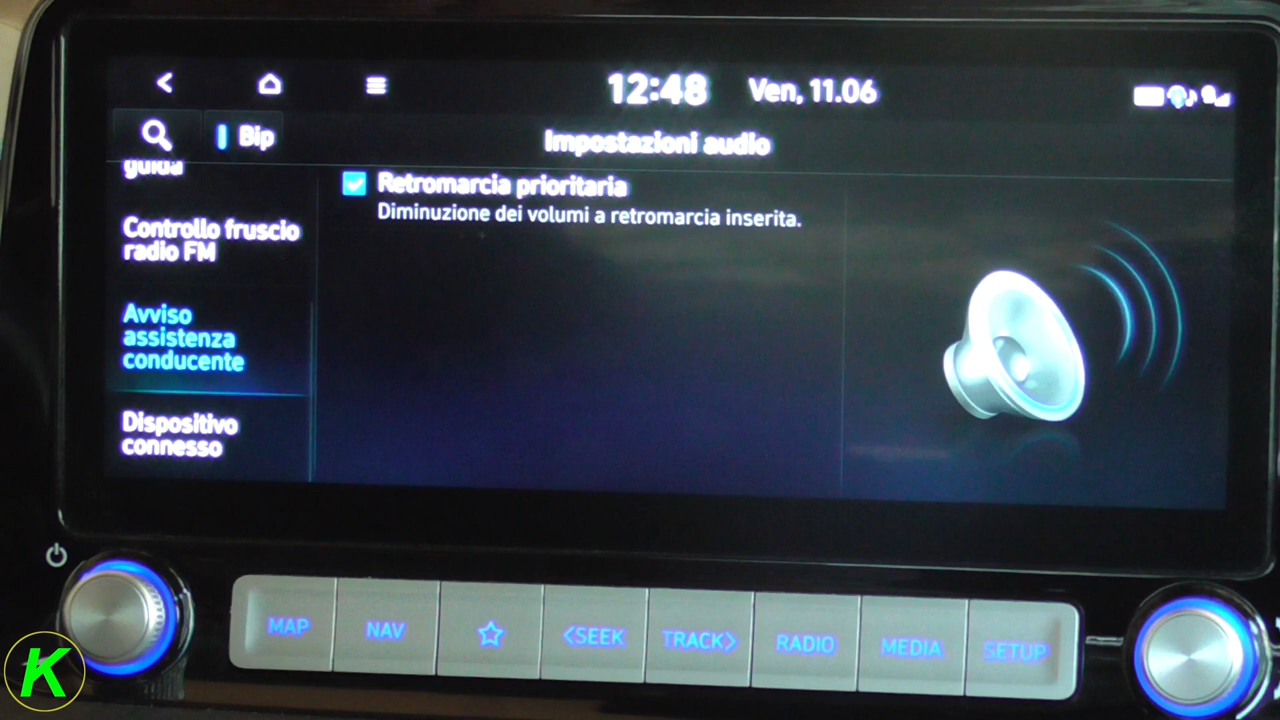 12:48
Ven, 11.06
Bip
Impostazioni audio
guida
Controllo fruscio
radio FM
Avviso
assistenza
conducente
Dispositivo
connesso
Retromarcia prioritaria
Diminuzione dei volumi a retromarcia inserita.
MAP
NAV
<SEEK
TRACK>
RADIO
MEDIA
SETUP
K